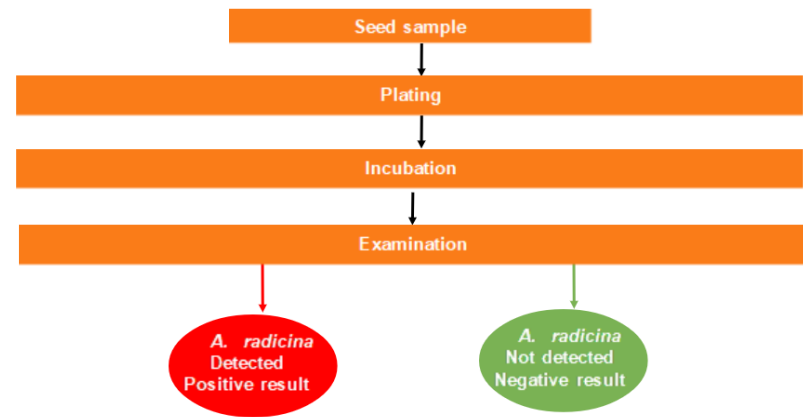 Seed sample
Plating
Incubation
Examination
A. radicina
Detected
Positive result
A. radicina
Not detected
Negative result